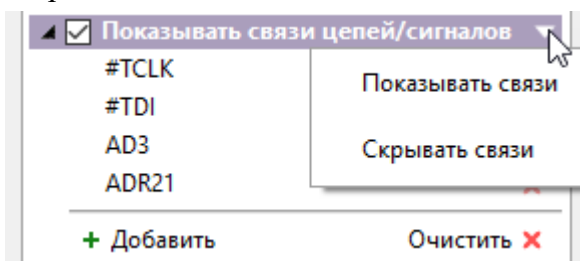 Показывать связи цепей/сигналов
#TCLK
Показывать связи
#TDI
AD3
Скрывать связи
ADR21
+ Добавить
Очистить